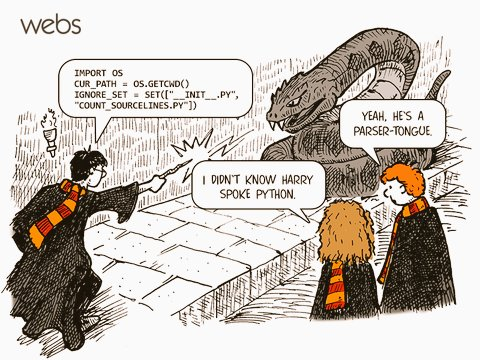 webs
IMPORT OS
CUR_PATH = OS.GETCWD()
IGNORE_SET = SET(["__INIT__.PY",
"COUNT_SOURCELINES.PY"])
YEAH, HE'S A
PARSER-TONGUE.
I DIDN'T KNOW HARRY
SPOKE PYTHON.